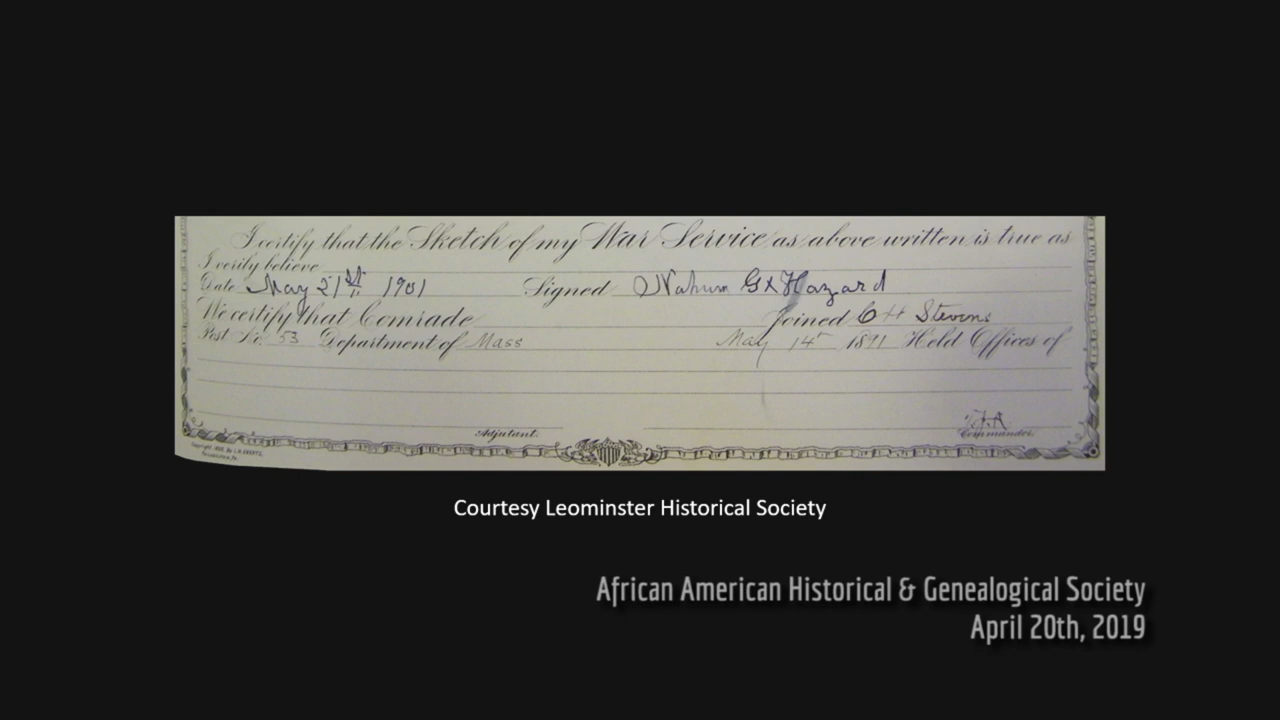 I certify that the Sketch of my War Service as above written is true as
I verily believe
Date May 21st 1901 Signed Nahum G x Hazard
We certify that Comrade Joined C H Stevens
Post No. 53 Department of Mass May 14th 1891 Held Offices of
Adjutant. Commander.
Courtesy Leominster Historical Society
African American Historical & Genealogical Society
April 20th, 2019